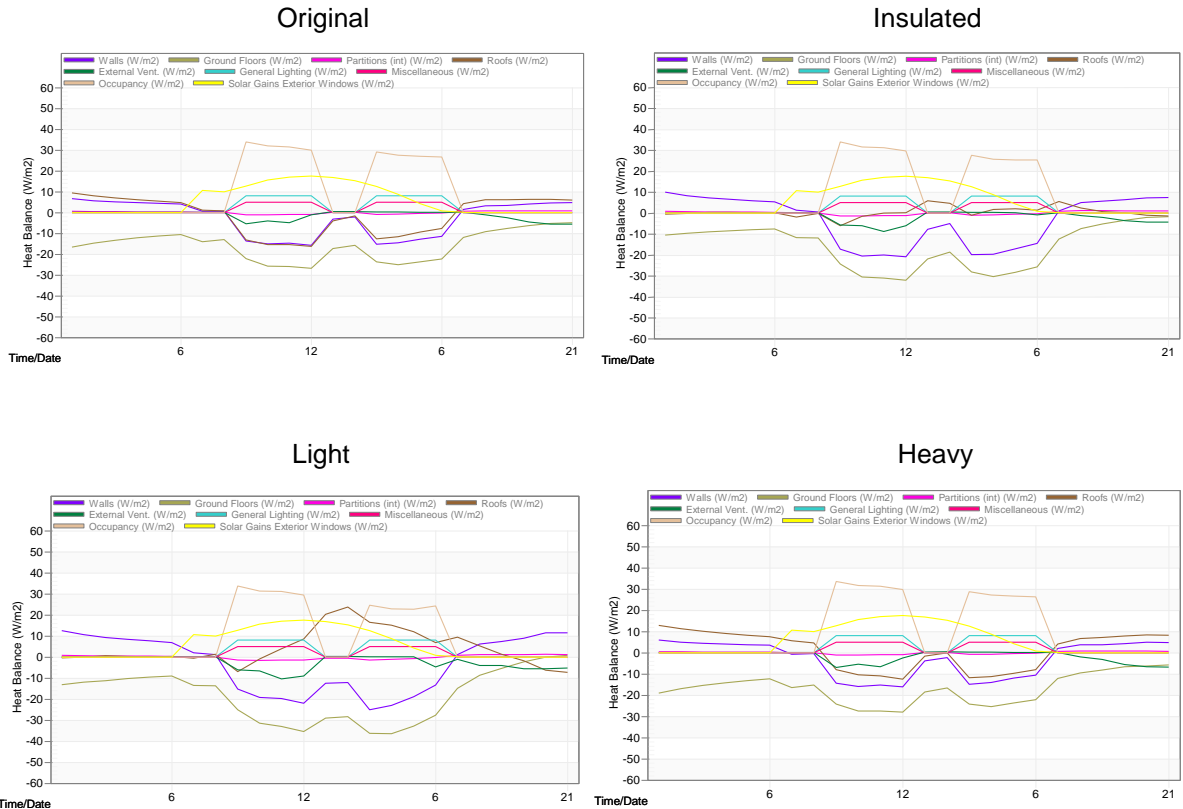 Original
Walls (W/m2) Ground Floors (W/m2) Partitions (int) (W/m2) Roofs (W/m2)
External Vent. (W/m2) General Lighting (W/m2) Miscellaneous (W/m2)
Occupancy (W/m2) Solar Gains Exterior Windows (W/m2)
Heat Balance (W/m2)
60
50
40
30
20
10
0
-10
-20
-30
-40
-50
-60
Time/Date
6 12 6 21
Insulated
Walls (W/m2) Ground Floors (W/m2) Partitions (int) (W/m2) Roofs (W/m2)
External Vent. (W/m2) General Lighting (W/m2) Miscellaneous (W/m2)
Occupancy (W/m2) Solar Gains Exterior Windows (W/m2)
Heat Balance (W/m2)
60
50
40
30
20
10
0
-10
-20
-30
-40
-50
-60
Time/Date
6 12 6 21
Light
Walls (W/m2) Ground Floors (W/m2) Partitions (int) (W/m2) Roofs (W/m2)
External Vent. (W/m2) General Lighting (W/m2) Miscellaneous (W/m2)
Occupancy (W/m2) Solar Gains Exterior Windows (W/m2)
Heat Balance (W/m2)
60
50
40
30
20
10
0
-10
-20
-30
-40
-50
-60
Time/Date
6 12 6 21
Heavy
Walls (W/m2) Ground Floors (W/m2) Partitions (int) (W/m2) Roofs (W/m2)
External Vent. (W/m2) General Lighting (W/m2) Miscellaneous (W/m2)
Occupancy (W/m2) Solar Gains Exterior Windows (W/m2)
Heat Balance (W/m2)
60
50
40
30
20
10
0
-10
-20
-30
-40
-50
-60
Time/Date
6 12 6 21